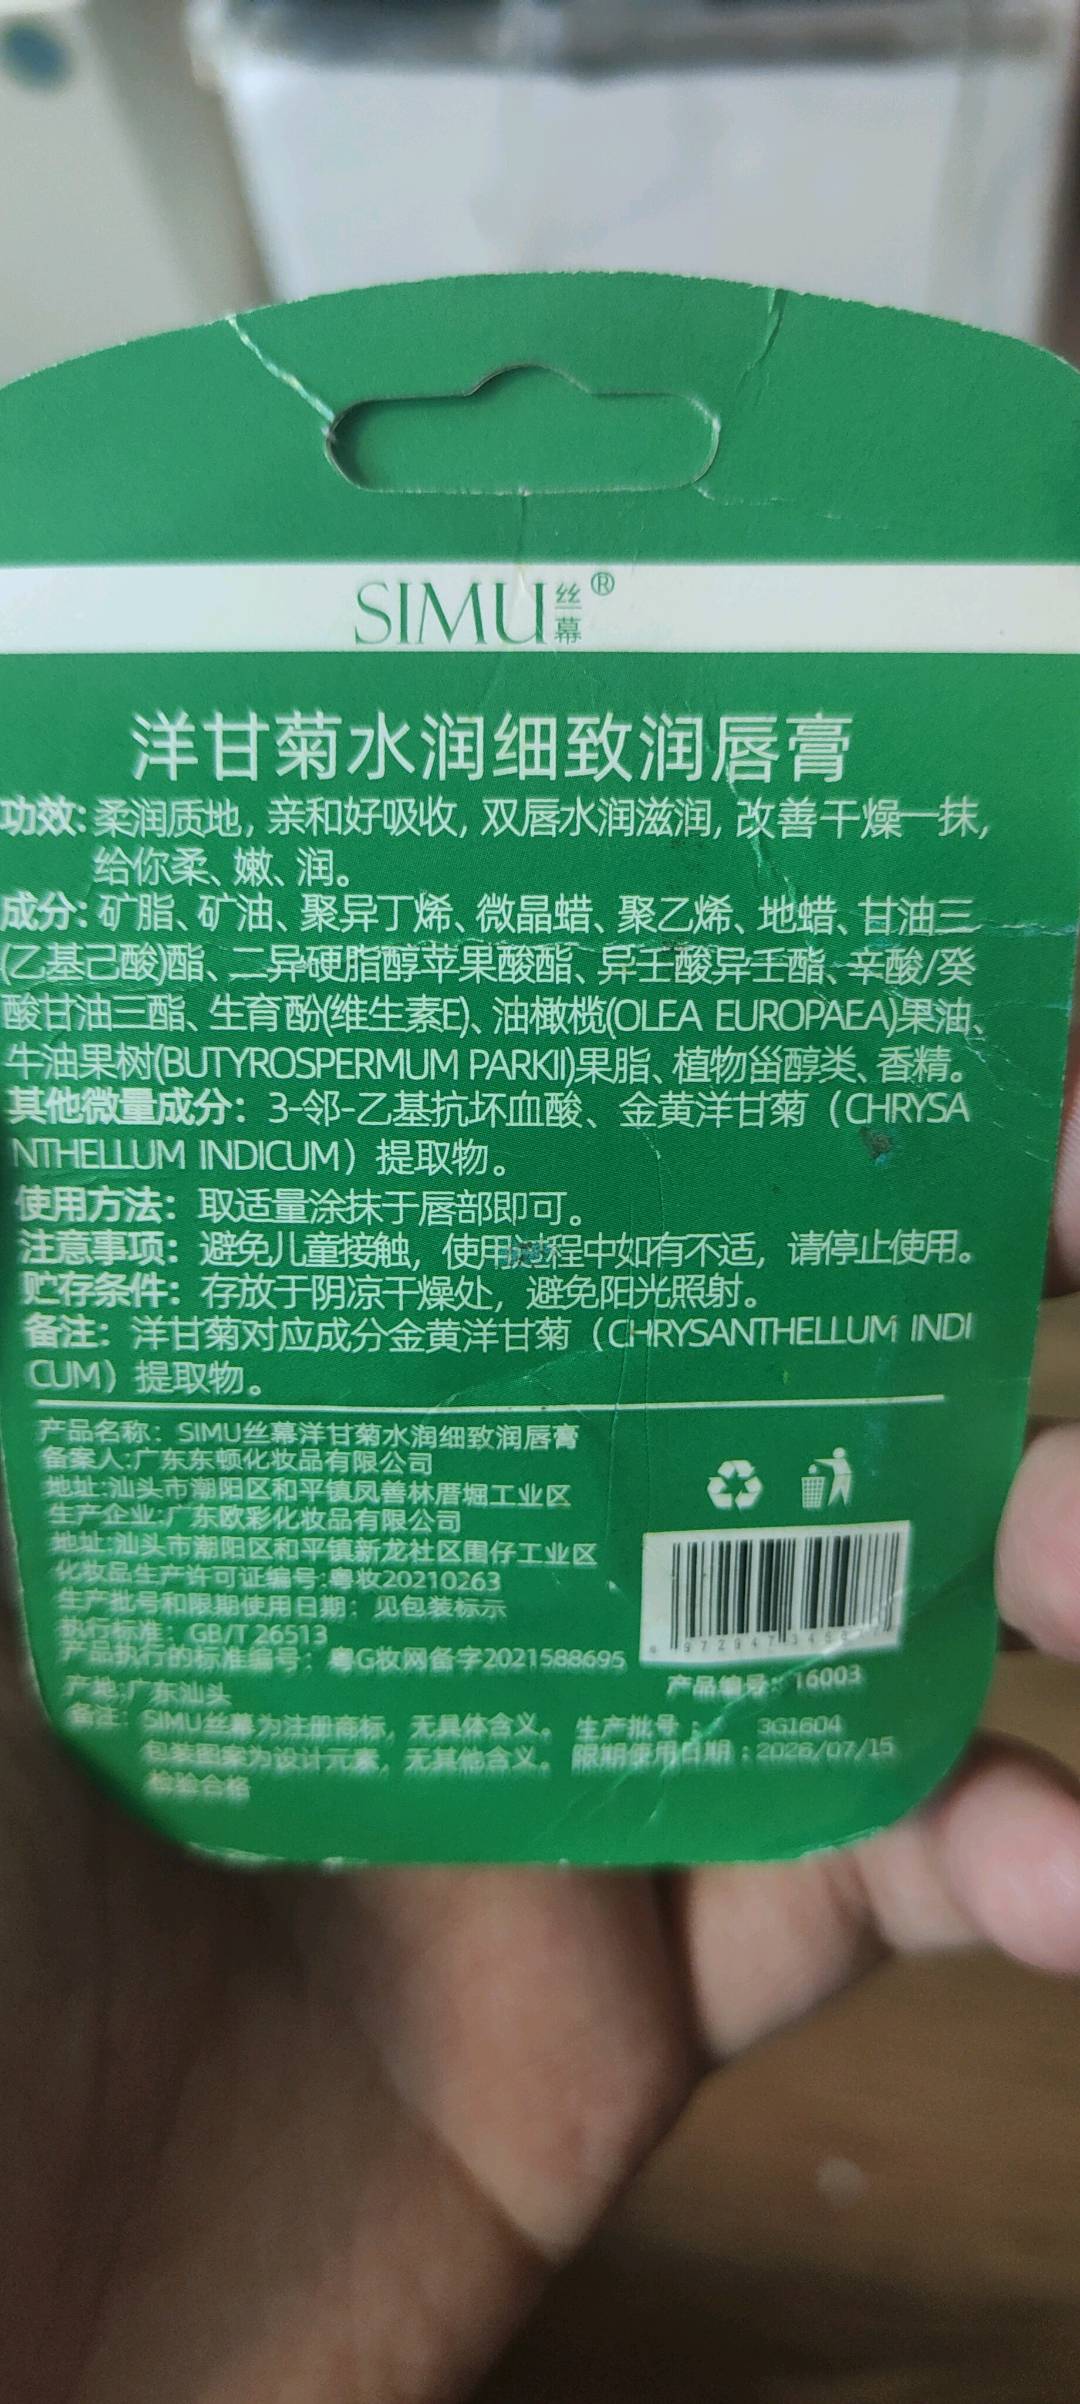 SIMU丝幕®
洋甘菊水润细致润唇膏
功效:柔润质地,亲和好吸收,双唇水润滋润,改善干燥一抹,
给你柔、嫩、润。
成分:矿脂、矿油、聚异丁烯、微晶蜡、聚乙烯、地蜡、甘油三
(乙基己酸)酯、二异硬脂醇苹果酸酯、异壬酸异壬酯、辛酸/癸
酸甘油三酯、生育酚(维生素E)、油橄榄(OLEA EUROPAEA)果油、
牛油果树(BUTYROSPERMUM PARKII)果脂、植物甾醇类、香精。
其他微量成分：3-邻-乙基抗坏血酸、金黄洋甘菊（CHRYSA
NTHELLUM INDICUM）提取物。
使用方法：取适量涂抹于唇部即可。
注意事项：避免儿童接触，使用过程中如有不适，请停止使用。
贮存条件：存放于阴凉干燥处，避免阳光照射。
备注：洋甘菊对应成分金黄洋甘菊（CHRYSANTHELLUM INDI
CUM）提取物。
产品名称：SIMU丝幕洋甘菊水润细致润唇膏
备案人:广东东顿化妆品有限公司
地址:汕头市潮阳区和平镇凤善林厝堀工业区
生产企业:广东欧彩化妆品有限公司
地址:汕头市潮阳区和平镇新龙社区围仔工业区
化妆品生产许可证编号:粤妆20210263
生产批号和限期使用日期：见包装标示
执行标准：GB/T 26513
产品执行的标准编号：粤G妆网备字2021588695
产地:广东汕头
备注：SIMU丝幕为注册商标，无具体含义。
包装图案为设计元素，无其他含义。
检验合格
产品编号：16003
生产批号：3G1604
限期使用日期：2026/07/15